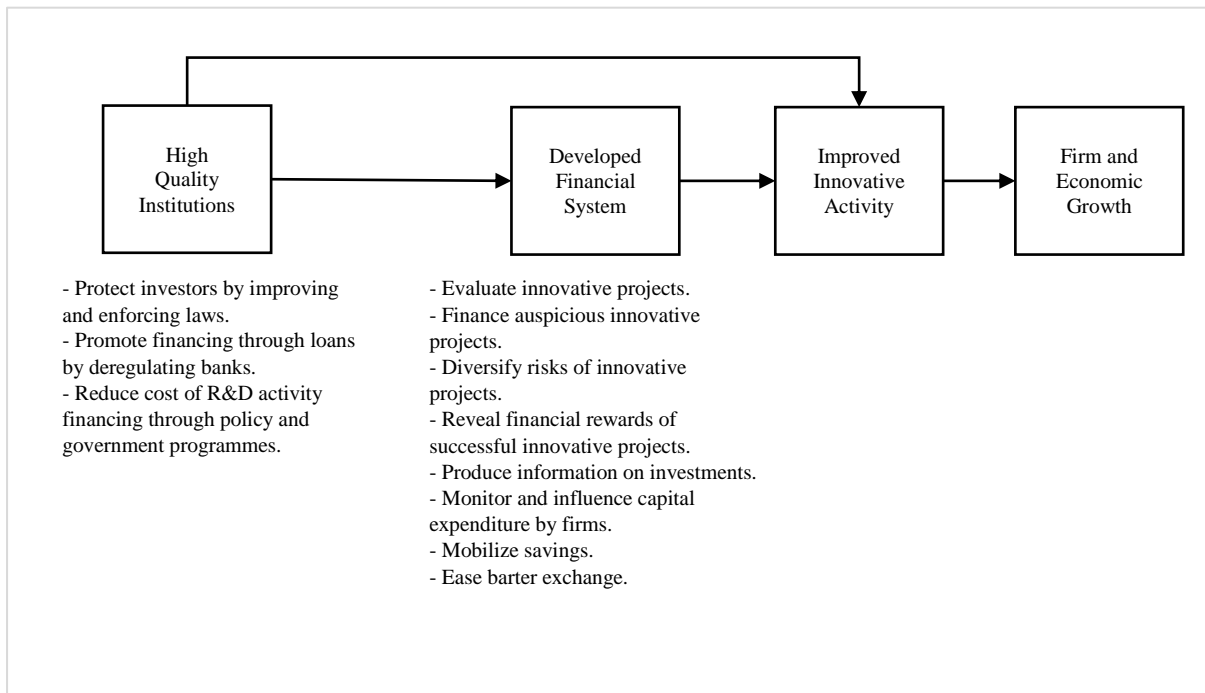 High
Quality
Institutions
Developed
Financial
System
Improved
Innovative
Activity
Firm and
Economic
Growth
- Protect investors by improving
and enforcing laws.
- Promote financing through loans
by deregulating banks.
- Reduce cost of R&D activity
financing through policy and
government programmes.
- Evaluate innovative projects.
- Finance auspicious innovative
projects.
- Diversify risks of innovative
projects.
- Reveal financial rewards of
successful innovative projects.
- Produce information on investments.
- Monitor and influence capital
expenditure by firms.
- Mobilize savings.
- Ease barter exchange.